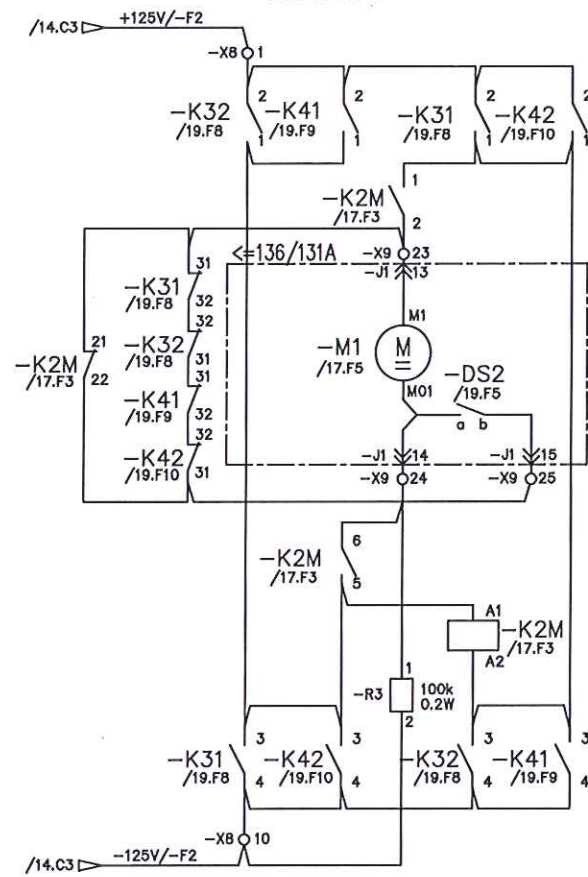 /14.C3 +125V/-F2
-X8 1
-K32 2 -K41 2 -K31 2 -K42 2
/19.F8 1 /19.F9 1 /19.F8 1 /19.F10 1
-K2M 1
/17.F3 2
<=136/131A -X9 23
-J1 13
-K31 31
/19.F8 32
M1
-M1 M
/17.F5
-K32 32
/19.F8 31
-K2M 21
/17.F3 22
-DS2
/19.F5
M01
a b
-K41 31
/19.F9 32
-K42 32
/19.F10 31
-J1 14 -J1 15
-X9 24 -X9 25
-K2M 6
/17.F3 5
A1
-K2M
/17.F3
A2
1
-R3 100k
0.2W
2
-K31 3 -K42 3 -K32 3 -K41 3
/19.F8 4 /19.F10 4 /19.F8 4 /19.F9 4
-X8 10
/14.C3 -125V/-F2